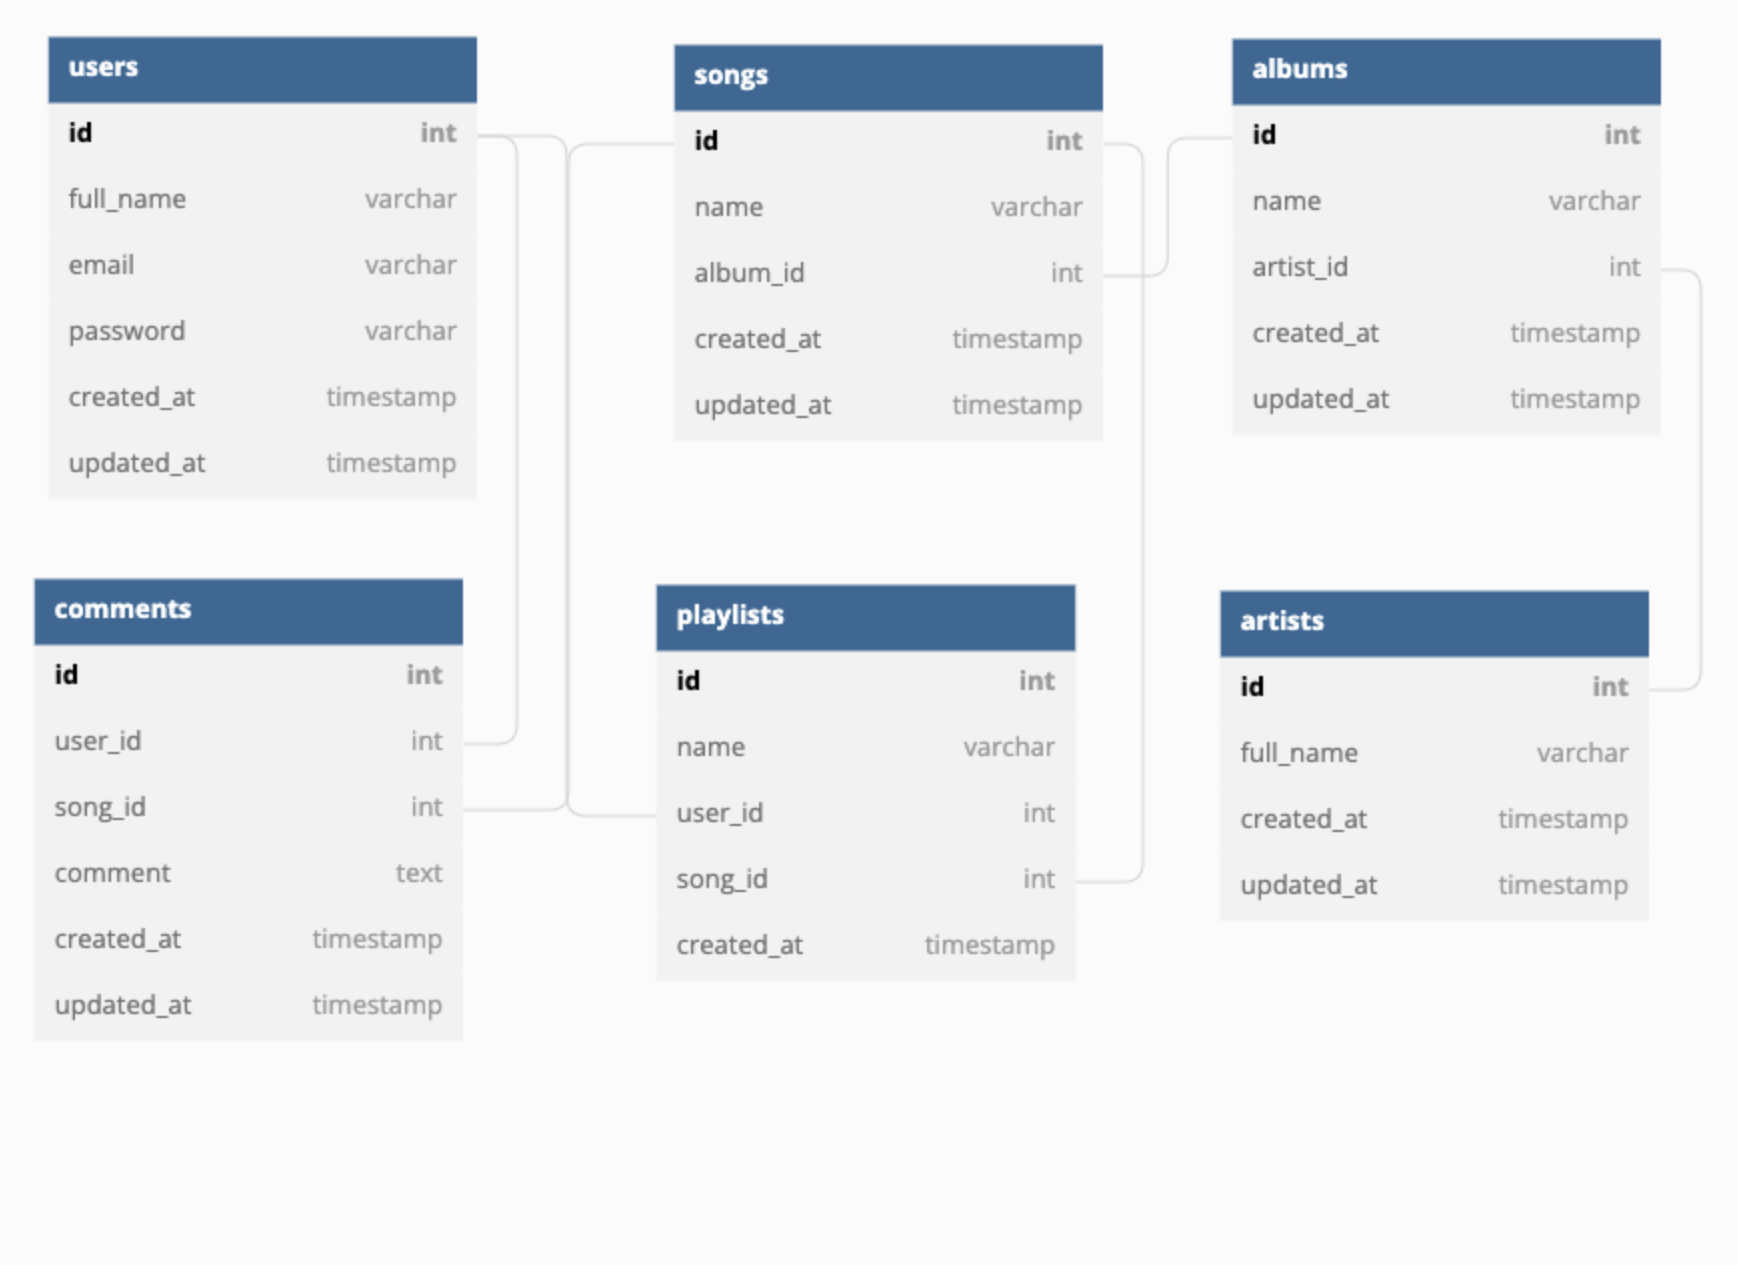 users
id int
full_name varchar
email varchar
password varchar
created_at timestamp
updated_at timestamp
songs
id int
name varchar
album_id int
created_at timestamp
updated_at timestamp
albums
id int
name varchar
artist_id int
created_at timestamp
updated_at timestamp
comments
id int
user_id int
song_id int
comment text
created_at timestamp
updated_at timestamp
playlists
id int
name varchar
user_id int
song_id int
created_at timestamp
artists
id int
full_name varchar
created_at timestamp
updated_at timestamp